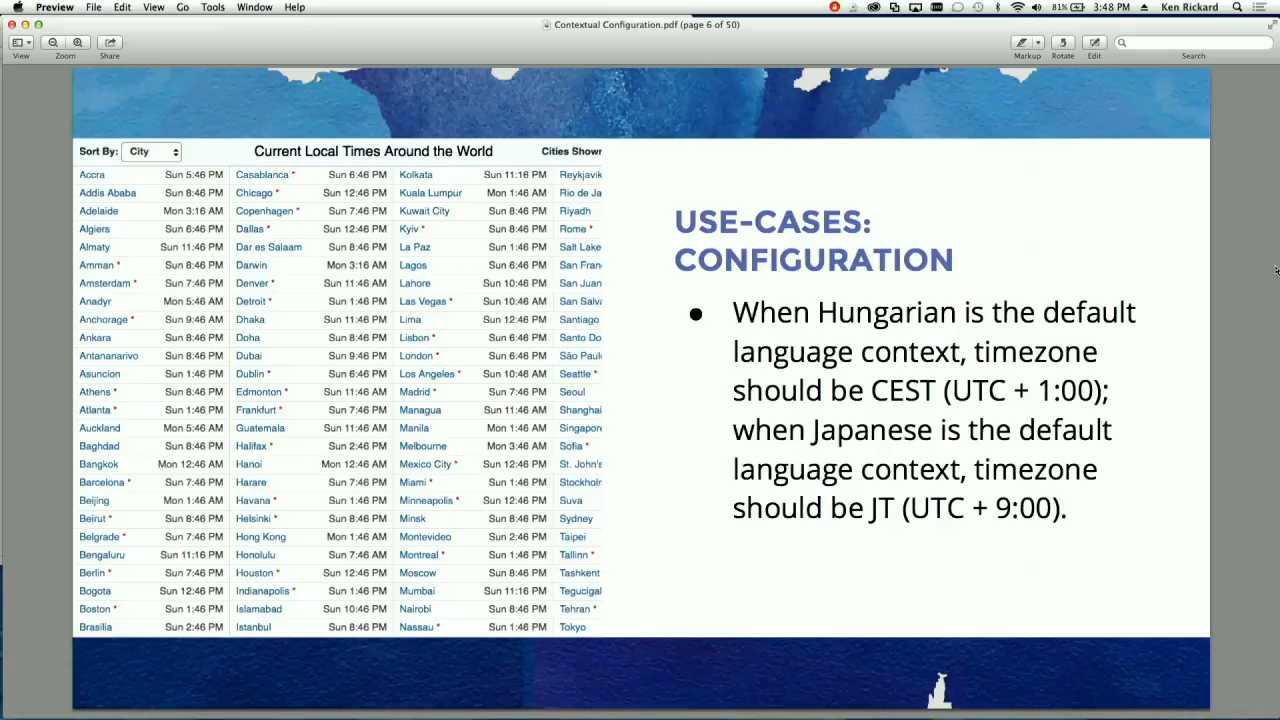 Preview File Edit View Go Tools Window Help 81% 3:48 PM Ken Rickard
Contextual Configuration.pdf (page 6 of 50)
View Zoom Share Markup Rotate Edit Search
Sort By: City Current Local Times Around the World Cities Shown
Accra Sun 5:46 PM Casablanca * Sun 6:46 PM Kolkata Sun 11:16 PM Reykjavik
Addis Ababa Sun 8:46 PM Chicago * Sun 12:46 PM Kuala Lumpur Mon 1:46 AM Rio de Ja
Adelaide Mon 3:16 AM Copenhagen * Sun 7:46 PM Kuwait City Sun 8:46 PM Riyadh
Algiers Sun 6:46 PM Dallas * Sun 12:46 PM Kyiv * Sun 8:46 PM Rome *
Almaty Sun 11:46 PM Dar es Salaam Sun 8:46 PM La Paz Sun 1:46 PM Salt Lake
Amman * Sun 8:46 PM Darwin Mon 3:16 AM Lagos Sun 6:46 PM San Fran
Amsterdam * Sun 7:46 PM Denver * Sun 11:46 AM Lahore Sun 10:46 PM San Juan
Anadyr Mon 5:46 AM Detroit * Sun 1:46 PM Las Vegas * Sun 10:46 AM San Salva
Anchorage * Sun 9:46 AM Dhaka Sun 11:46 PM Lima Sun 12:46 PM Santiago
Ankara Sun 8:46 PM Doha Sun 8:46 PM Lisbon * Sun 6:46 PM Santo Do
Antananarivo Sun 8:46 PM Dubai Sun 9:46 PM London * Sun 6:46 PM São Paulo
Asuncion Sun 1:46 PM Dublin * Sun 6:46 PM Los Angeles * Sun 10:46 AM Seattle *
Athens * Sun 8:46 PM Edmonton * Sun 11:46 AM Madrid * Sun 7:46 PM Seoul
Atlanta * Sun 1:46 PM Frankfurt * Sun 7:46 PM Managua Sun 11:46 AM Shanghai
Auckland Mon 5:46 AM Guatemala Sun 11:46 AM Manila Mon 1:46 AM Singapore
Baghdad Sun 8:46 PM Halifax * Sun 2:46 PM Melbourne Mon 3:46 AM Sofia *
Bangkok Mon 12:46 AM Hanoi Mon 12:46 AM Mexico City * Sun 12:46 PM St. John's
Barcelona * Sun 7:46 PM Harare Sun 7:46 PM Miami * Sun 1:46 PM Stockholm
Beijing Mon 1:46 AM Havana * Sun 1:46 PM Minneapolis * Sun 12:46 PM Suva
Beirut * Sun 8:46 PM Helsinki * Sun 8:46 PM Minsk Sun 8:46 PM Sydney
Belgrade * Sun 7:46 PM Hong Kong Mon 1:46 AM Montevideo Sun 2:46 PM Taipei
Bengaluru Sun 11:16 PM Honolulu Sun 7:46 AM Montreal * Sun 1:46 PM Tallinn *
Berlin * Sun 7:46 PM Houston * Sun 12:46 PM Moscow Sun 8:46 PM Tashkent
Bogota Sun 12:46 PM Indianapolis * Sun 1:46 PM Mumbai Sun 11:16 PM Tegucigal
Boston * Sun 1:46 PM Islamabad Sun 10:46 PM Nairobi Sun 8:46 PM Tehran *
Brasilia Sun 2:46 PM Istanbul Sun 8:46 PM Nassau * Sun 1:46 PM Tokyo
USE-CASES:
CONFIGURATION
● When Hungarian is the default
language context, timezone
should be CEST (UTC + 1:00);
when Japanese is the default
language context, timezone
should be JT (UTC + 9:00).